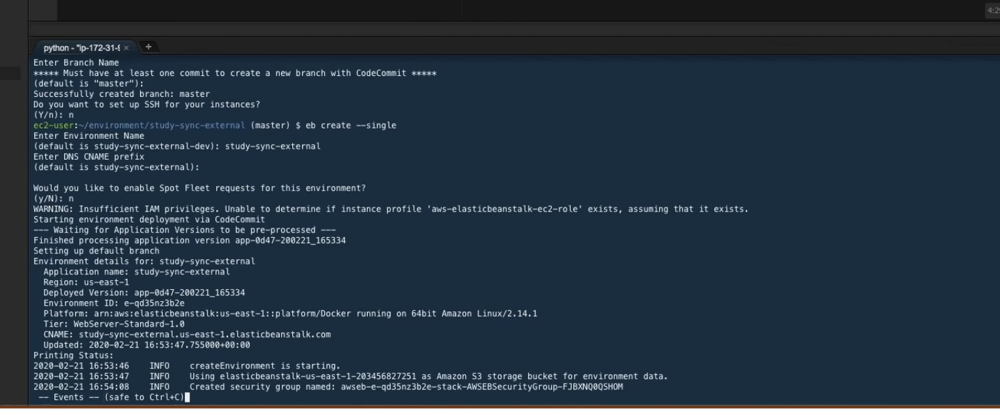 4:29
python - "ip-172-31-8
Enter Branch Name
***** Must have at least one commit to create a new branch with CodeCommit *****
(default is "master"):
Successfully created branch: master
Do you want to set up SSH for your instances?
(Y/n): n
ec2-user:~/environment/study-sync-external (master) $ eb create --single
Enter Environment Name
(default is study-sync-external-dev): study-sync-external
Enter DNS CNAME prefix
(default is study-sync-external):
Would you like to enable Spot Fleet requests for this environment?
(y/N): n
WARNING: Insufficient IAM privileges. Unable to determine if instance profile 'aws-elasticbeanstalk-ec2-role' exists, assuming that it exists.
Starting environment deployment via CodeCommit
--- Waiting for Application Versions to be pre-processed ---
Finished processing application version app-0d47-200221_165334
Setting up default branch
Environment details for: study-sync-external
Application name: study-sync-external
Region: us-east-1
Deployed Version: app-0d47-200221_165334
Environment ID: e-qd35nz3b2e
Platform: arn:aws:elasticbeanstalk:us-east-1::platform/Docker running on 64bit Amazon Linux/2.14.1
Tier: WebServer-Standard-1.0
CNAME: study-sync-external.us-east-1.elasticbeanstalk.com
Updated: 2020-02-21 16:53:47.755000+00:00
Printing Status:
2020-02-21 16:53:46 INFO createEnvironment is starting.
2020-02-21 16:53:47 INFO Using elasticbeanstalk-us-east-1-203456827251 as Amazon S3 storage bucket for environment data.
2020-02-21 16:54:08 INFO Created security group named: awseb-e-qd35nz3b2e-stack-AWSEBSecurityGroup-FJBXNQ0QSHOM
-- Events -- (safe to Ctrl+C)